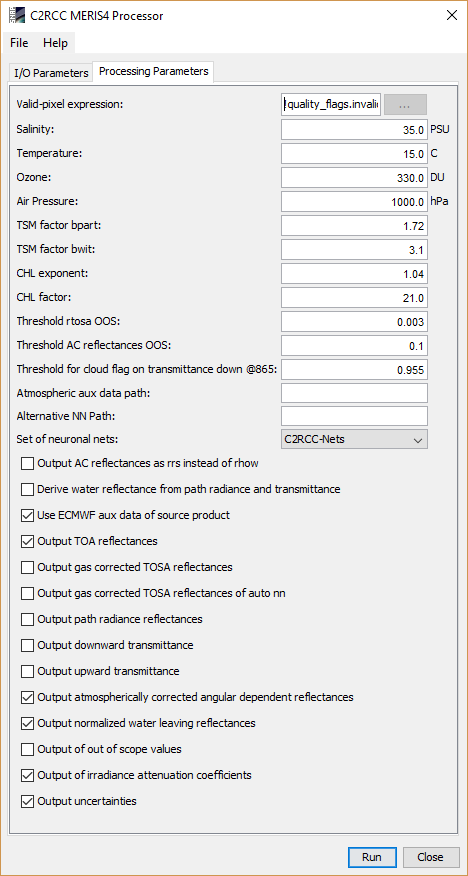 C2RCC MERIS4 Processor
File Help
I/O Parameters Processing Parameters
Valid-pixel expression: !quality_flags.invali ...
Salinity: 35.0 PSU
Temperature: 15.0 C
Ozone: 330.0 DU
Air Pressure: 1000.0 hPa
TSM factor bpart: 1.72
TSM factor bwit: 3.1
CHL exponent: 1.04
CHL factor: 21.0
Threshold rtosa OOS: 0.003
Threshold AC reflectances OOS: 0.1
Threshold for cloud flag on transmittance down @865: 0.955
Atmospheric aux data path:
Alternative NN Path:
Set of neuronal nets: C2RCC-Nets
Output AC reflectances as rrs instead of rhow
Derive water reflectance from path radiance and transmittance
Use ECMWF aux data of source product
Output TOA reflectances
Output gas corrected TOSA reflectances
Output gas corrected TOSA reflectances of auto nn
Output path radiance reflectances
Output downward transmittance
Output upward transmittance
Output atmospherically corrected angular dependent reflectances
Output normalized water leaving reflectances
Output of out of scope values
Output of irradiance attenuation coefficients
Output uncertainties
Run Close